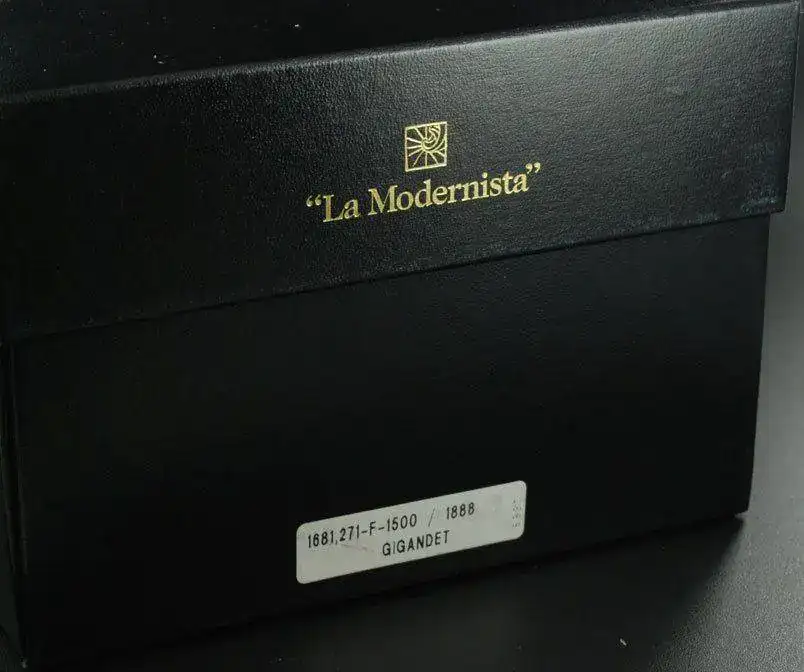 “La Modernista”
1681,271-F-1500 / 1888
GIGANDET